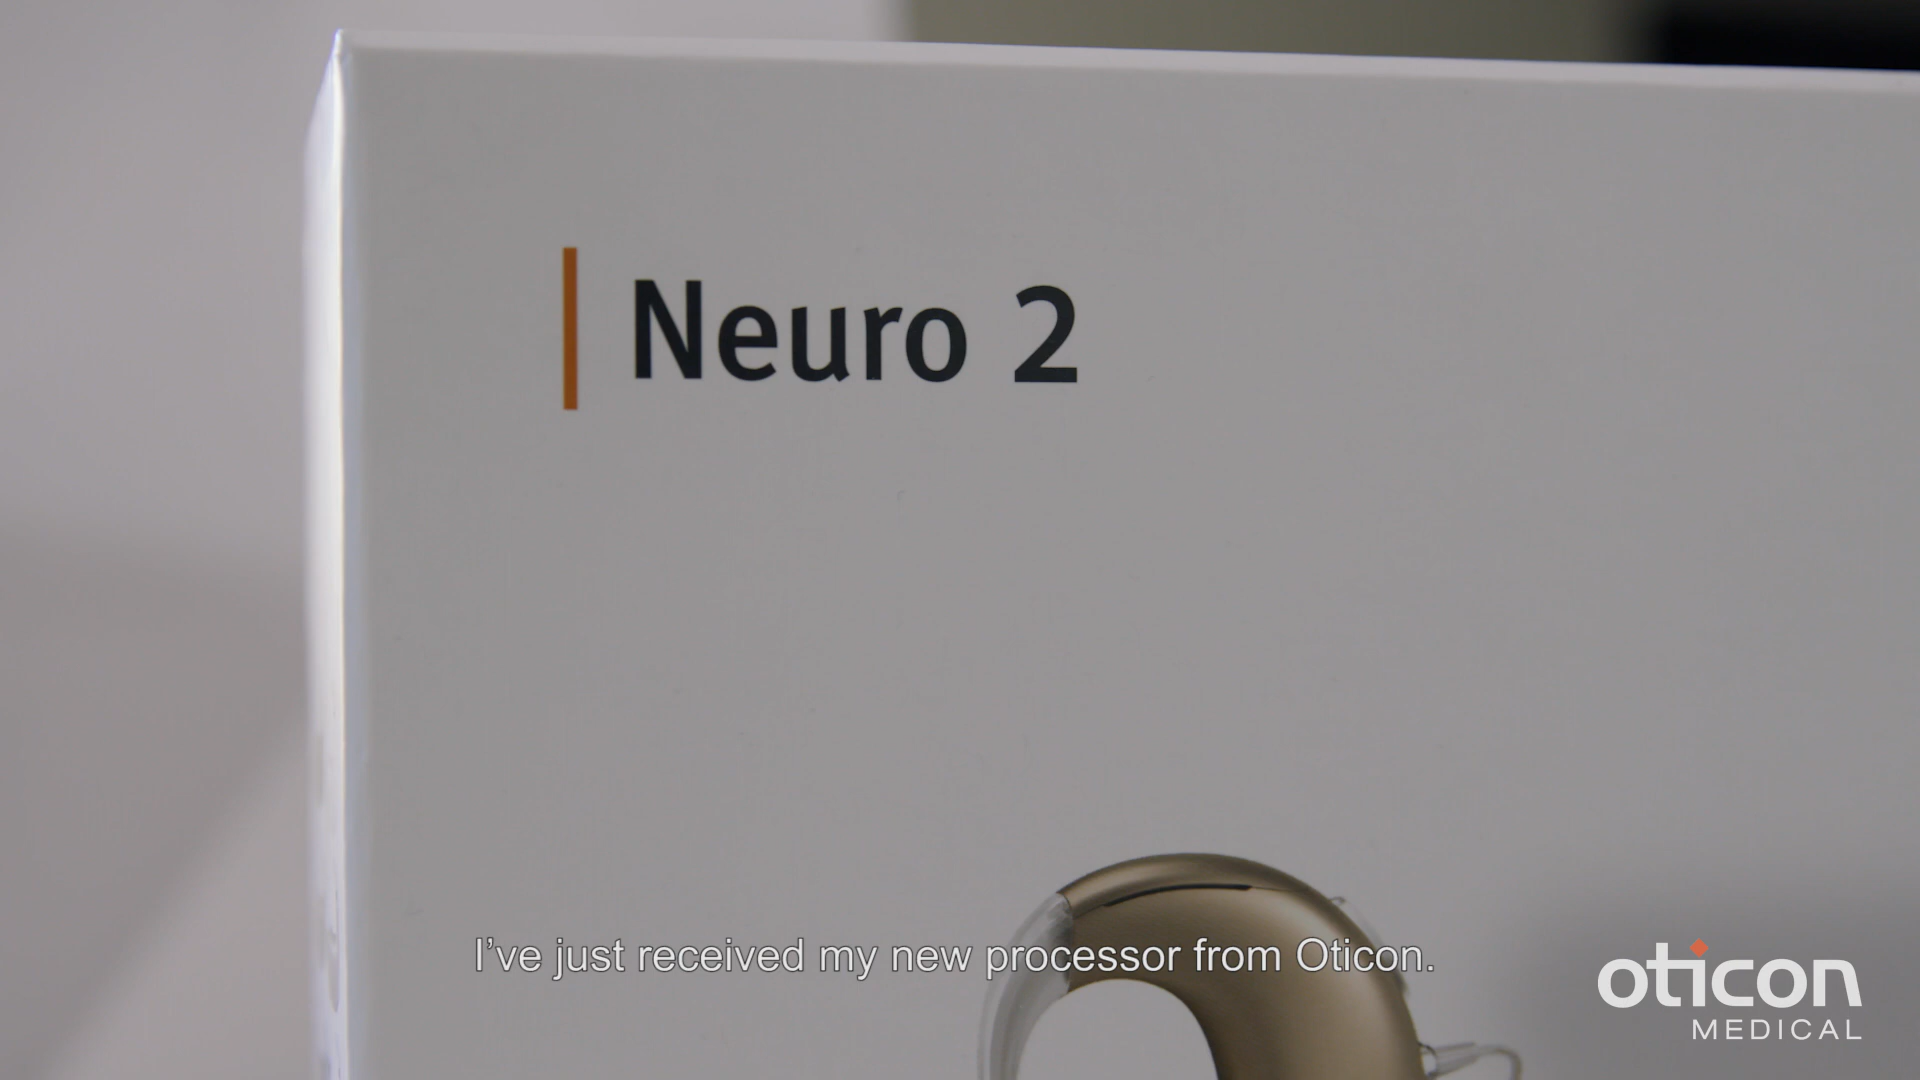 Neuro 2
I've just received my new processor from Oticon.
oticon
MEDICAL